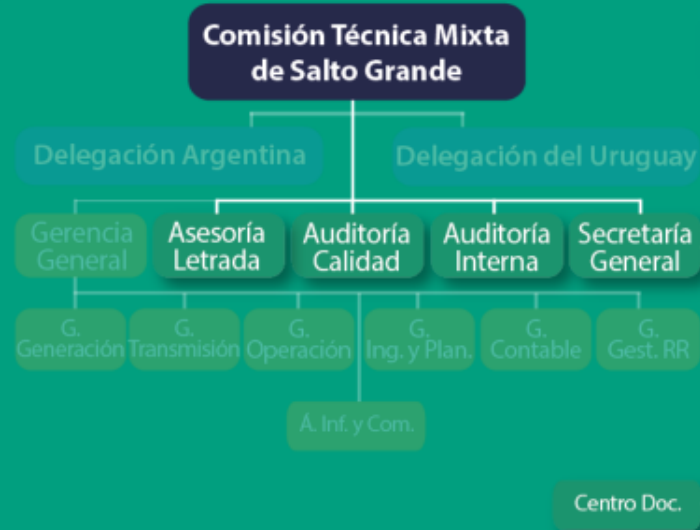 Comisión Técnica Mixta
de Salto Grande
Delegación Argentina
Delegación del Uruguay
Gerencia
General
Asesoría
Letrada
Auditoría
Calidad
Auditoría
Interna
Secretaría
General
G.
Generación
G.
Transmisión
G.
Operación
G.
Ing. y Plan.
G.
Contable
G.
Gest. RR
Á. Inf. y Com.
Centro Doc.